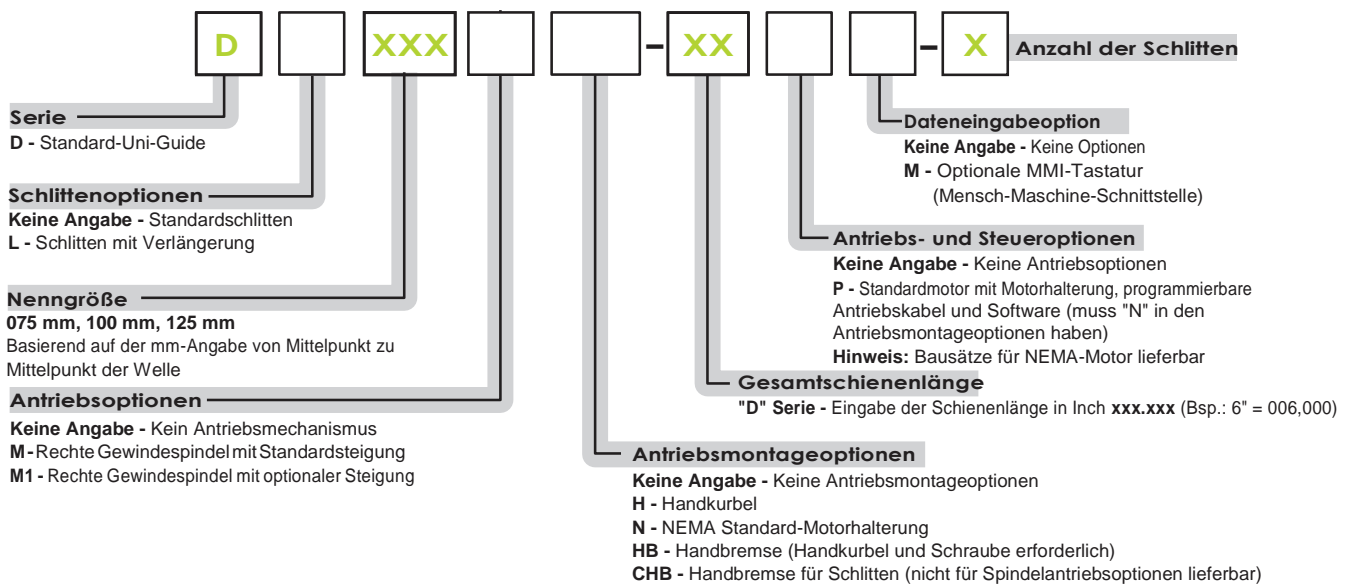 D XXX - XX - X Anzahl der Schlitten
Serie
D - Standard-Uni-Guide
Schlittenoptionen
Keine Angabe - Standardschlitten
L - Schlitten mit Verlängerung
Nenngröße
075 mm, 100 mm, 125 mm
Basierend auf der mm-Angabe von Mittelpunkt zu
Mittelpunkt der Welle
Antriebsoptionen
Keine Angabe - Kein Antriebsmechanismus
M - Rechte Gewindespindel mit Standardsteigung
M1 - Rechte Gewindespindel mit optionaler Steigung
Dateneingabeoption
Keine Angabe - Keine Optionen
M - Optionale MMI-Tastatur
(Mensch-Maschine-Schnittstelle)
Antriebs- und Steueroptionen
Keine Angabe - Keine Antriebsoptionen
P - Standardmotor mit Motorhalterung, programmierbare
Antriebskabel und Software (muss "N" in den
Antriebsmontageoptionen haben)
Hinweis: Bausätze für NEMA-Motor lieferbar
Gesamtschienenlänge
"D" Serie - Eingabe der Schienenlänge in Inch xxx.xxx (Bsp.: 6" = 006,000)
Antriebsmontageoptionen
Keine Angabe - Keine Antriebsmontageoptionen
H - Handkurbel
N - NEMA Standard-Motorhalterung
HB - Handbremse (Handkurbel und Schraube erforderlich)
CHB - Handbremse für Schlitten (nicht für Spindelantriebsoptionen lieferbar)